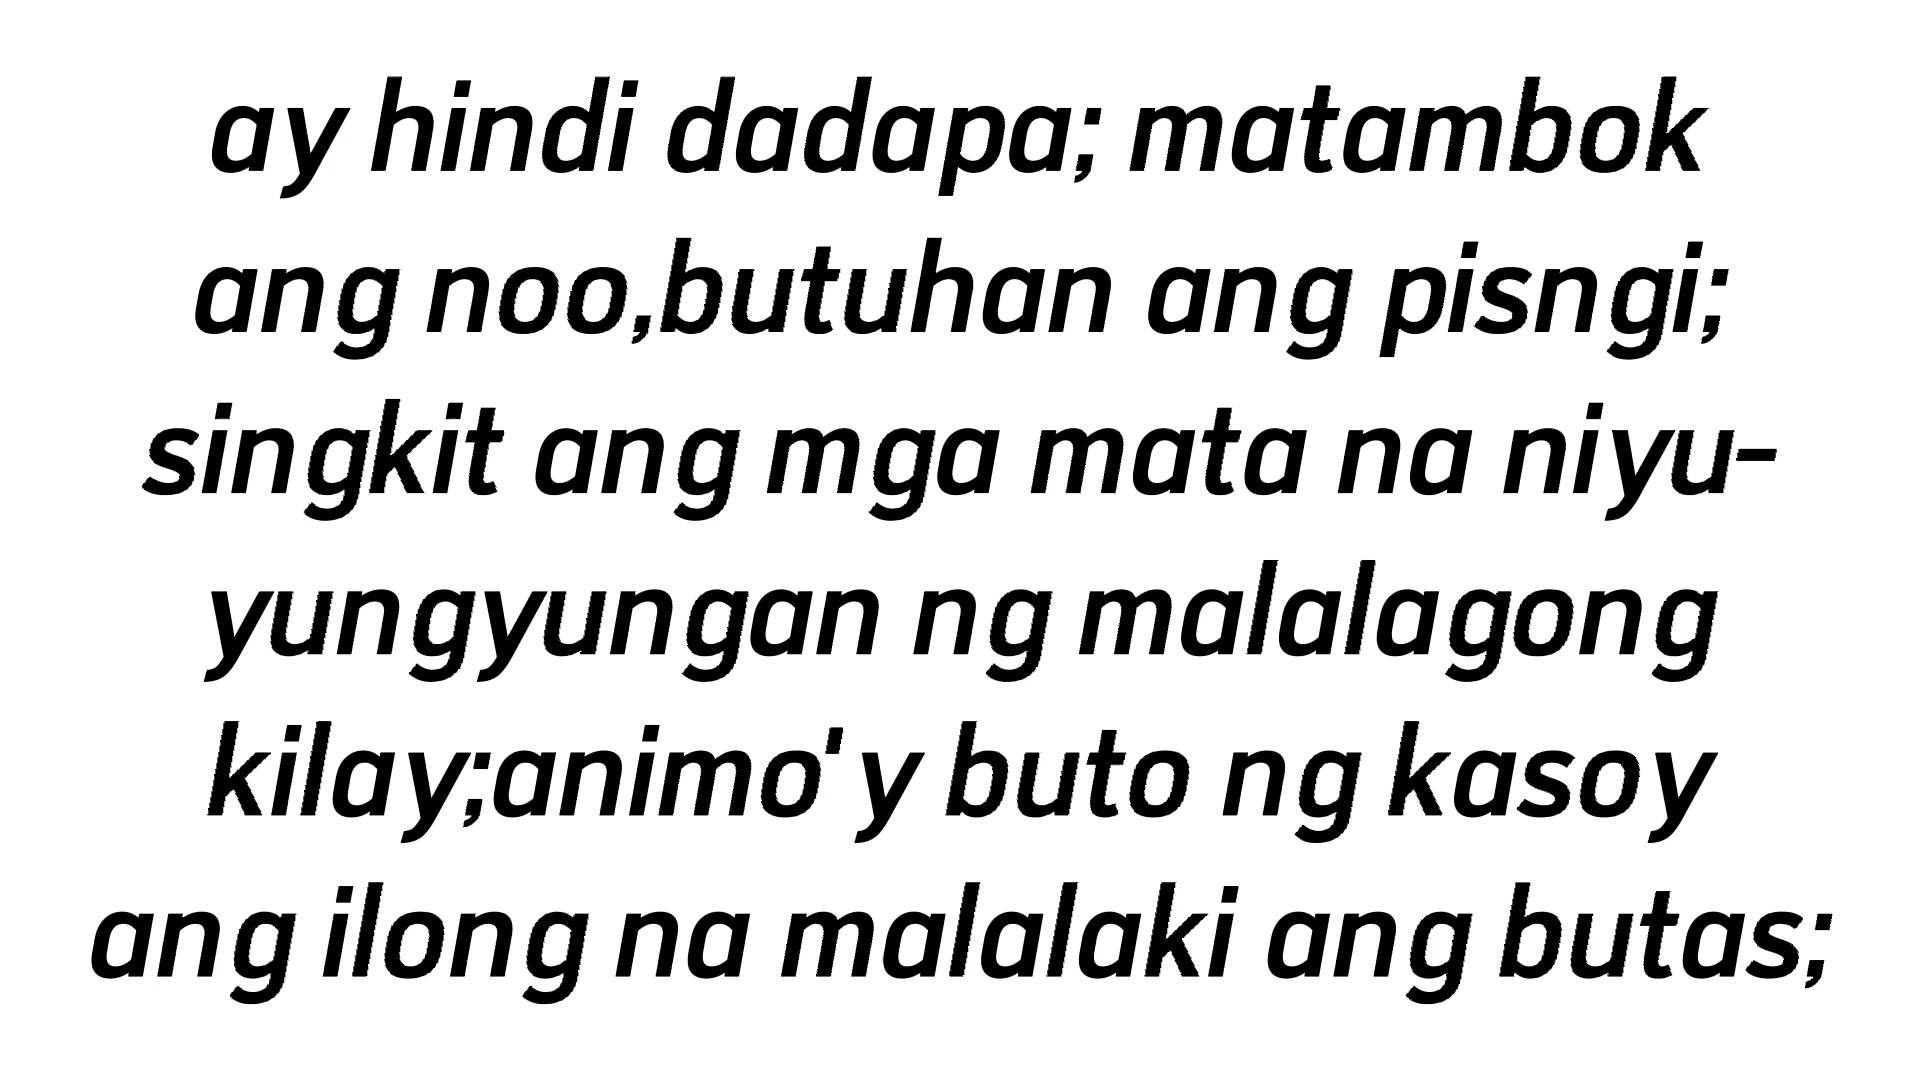 ay hindi dadapa; matambok
ang noo,butuhan ang pisngi;
singkit ang mga mata na niyu-
yungyungan ng malalagong
kilay;animo'y buto ng kasoy
ang ilong na malalaki ang butas;